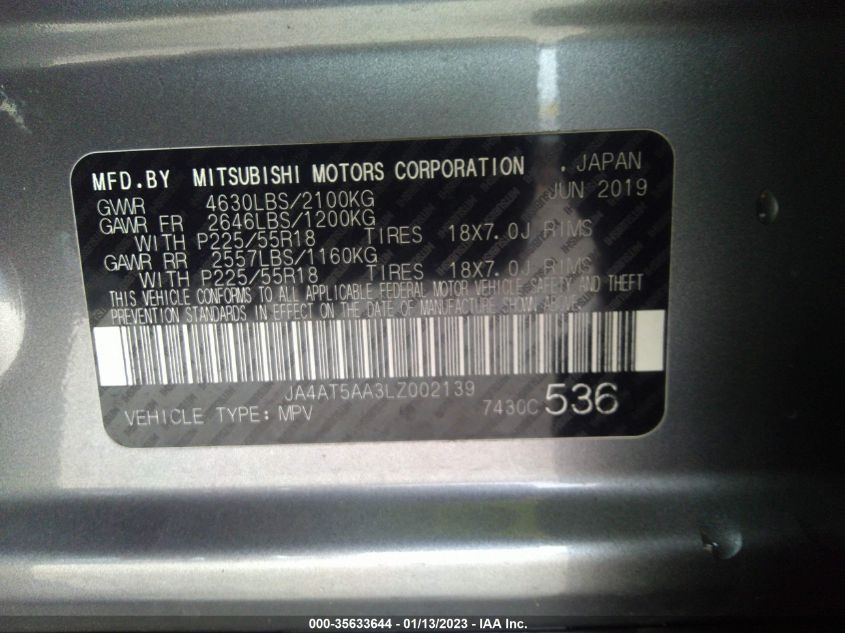 MFD.BY MITSUBISHI MOTORS CORPORATION . JAPAN
JUN 2019
GVWR 4630LBS/2100KG
GAWR FR 2646LBS/1200KG
WITH P225/55R18 TIRES 18X7.0J RIMS
GAWR RR 2557LBS/1160KG
WITH P225/55R18 TIRES 18X7.0J RIMS
THIS VEHICLE CONFORMS TO ALL APPLICABLE FEDERAL MOTOR VEHICLE SAFETY AND THEFT
PREVENTION STANDARDS IN EFFECT ON THE DATE OF MANUFACTURE SHOWN ABOVE.
JA4AT5AA3LZ002139
VEHICLE TYPE: MPV 7430C 536
000-35633644 — 01/13/2023 — IAA Inc.